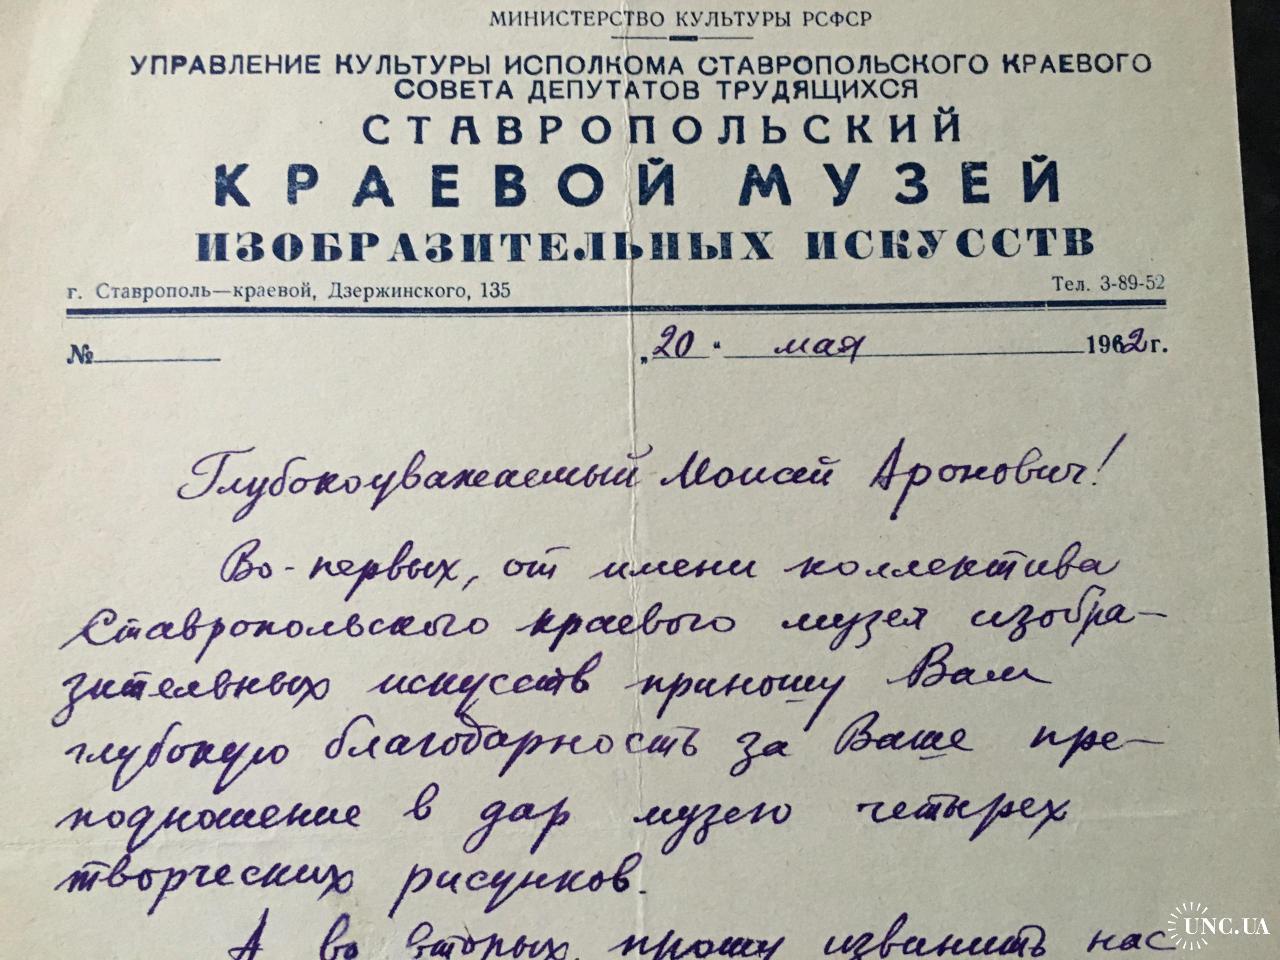 МИНИСТЕРСТВО КУЛЬТУРЫ РСФСР
УПРАВЛЕНИЕ КУЛЬТУРЫ ИСПОЛКОМА СТАВРОПОЛЬСКОГО КРАЕВОГО
СОВЕТА ДЕПУТАТОВ ТРУДЯЩИХСЯ
СТАВРОПОЛЬСКИЙ
КРАЕВОЙ МУЗЕЙ
ИЗОБРАЗИТЕЛЬНЫХ ИСКУССТВ
г. Ставрополь—краевой, Дзержинского, 135 Тел. 3-89-52
№ „20“ мая 1962 г.
Глубокоуважаемый Моисей Аронович!
Во-первых, от имени коллектива
Ставропольского краевого музея изобра-
зительных искусств приношу Вам
глубокую благодарность за Ваше пре-
подношение в дар музею четырех
творческих рисунков.
А во вторых, прошу извинить нас
UNC.UA